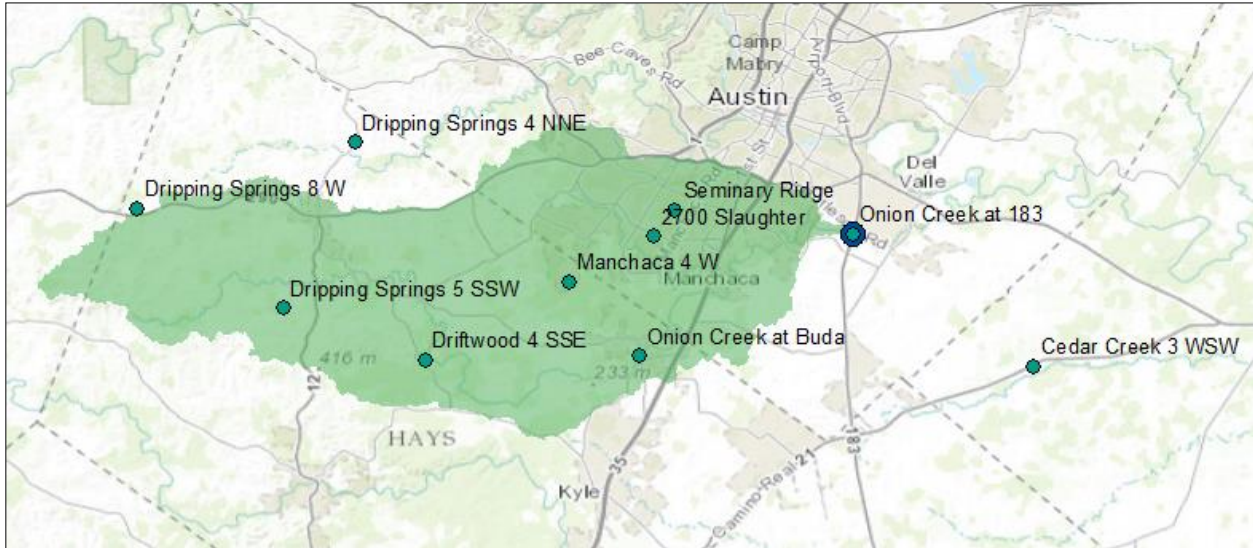 Camp
Mabry
Bee-Caves Rd
Airport-Blvd
Austin
Dripping Springs 4 NNE
1
Del
Valle
Dripping Springs 8 W
290
Seminary Ridge
2700 Slaughter
Onion Creek at 183
Manchaca 4 W
Manchaca
Dripping Springs 5 SSW
Driftwood 4 SSE
Onion Creek at Buda
416 m
233 m
Cedar Creek 3 WSW
12
HAYS
35
183
Kyle
Camino-Real-21